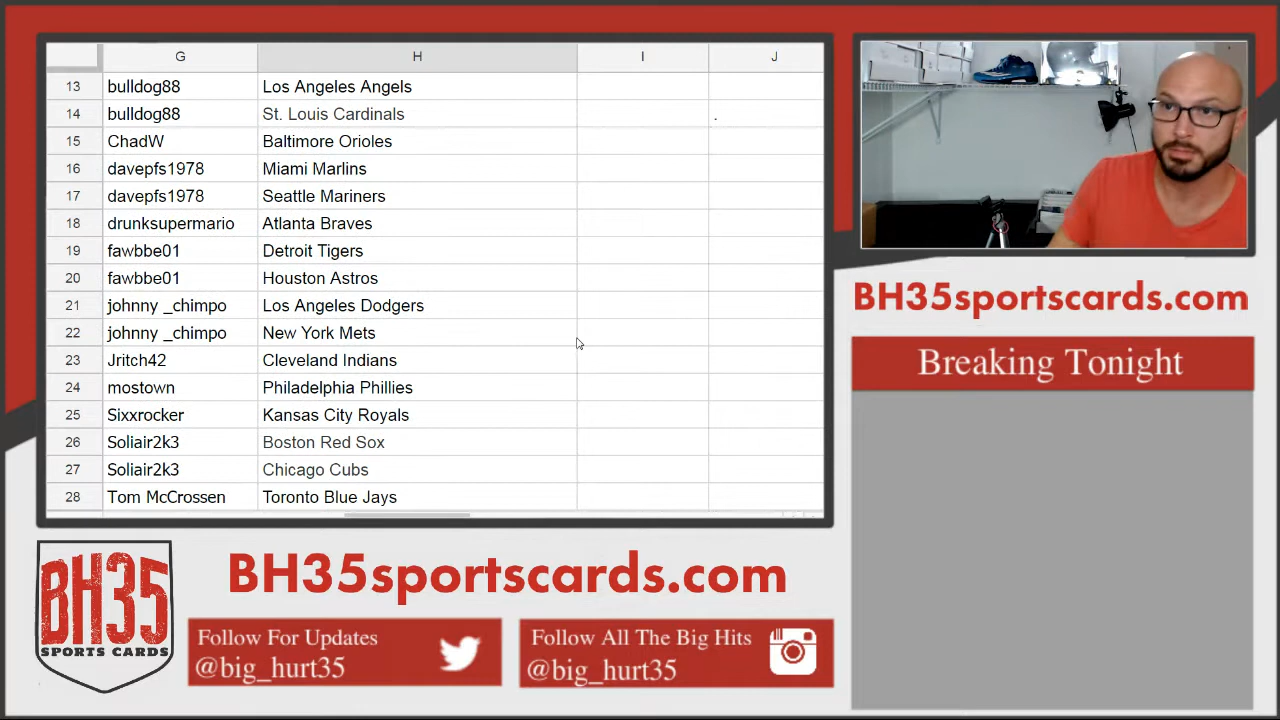 G H I J
13 bulldog88 Los Angeles Angels
14 bulldog88 St. Louis Cardinals .
15 ChadW Baltimore Orioles
16 davepfs1978 Miami Marlins
17 davepfs1978 Seattle Mariners
18 drunksupermario Atlanta Braves
19 fawbbe01 Detroit Tigers
20 fawbbe01 Houston Astros
21 johnny _chimpo Los Angeles Dodgers
22 johnny _chimpo New York Mets
23 Jritch42 Cleveland Indians
24 mostown Philadelphia Phillies
25 Sixxrocker Kansas City Royals
26 Soliair2k3 Boston Red Sox
27 Soliair2k3 Chicago Cubs
28 Tom McCrossen Toronto Blue Jays
BH35sportscards.com
Breaking Tonight
BH35
SPORTS CARDS
BH35sportscards.com
Follow For Updates
@big_hurt35
Follow All The Big Hits
@big_hurt35